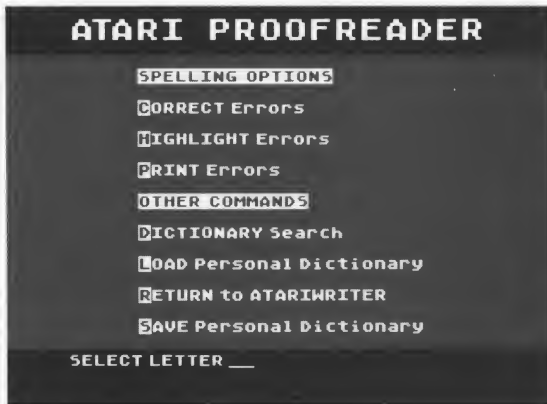 ATARI PROOFREADER
SPELLING OPTIONS
CORRECT Errors
HIGHLIGHT Errors
PRINT Errors
OTHER COMMANDS
DICTIONARY Search
LOAD Personal Dictionary
RETURN to ATARIWRITER
SAVE Personal Dictionary
SELECT LETTER __